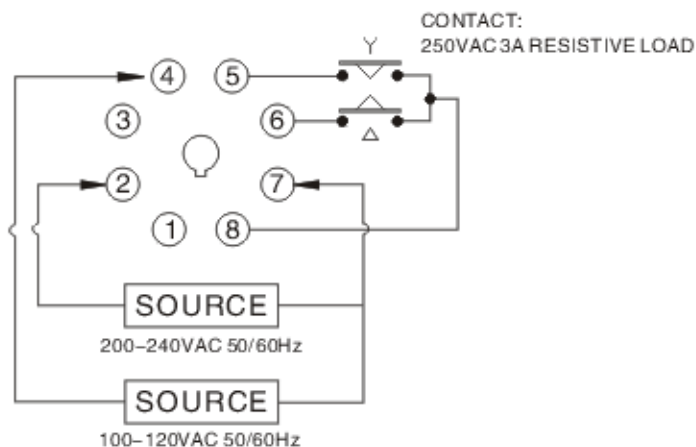 CONTACT:
250VAC 3A RESISTIVE LOAD
Y
4
5
3
6
△
2
7
1
8
SOURCE
200–240VAC 50/60Hz
SOURCE
100–120VAC 50/60Hz